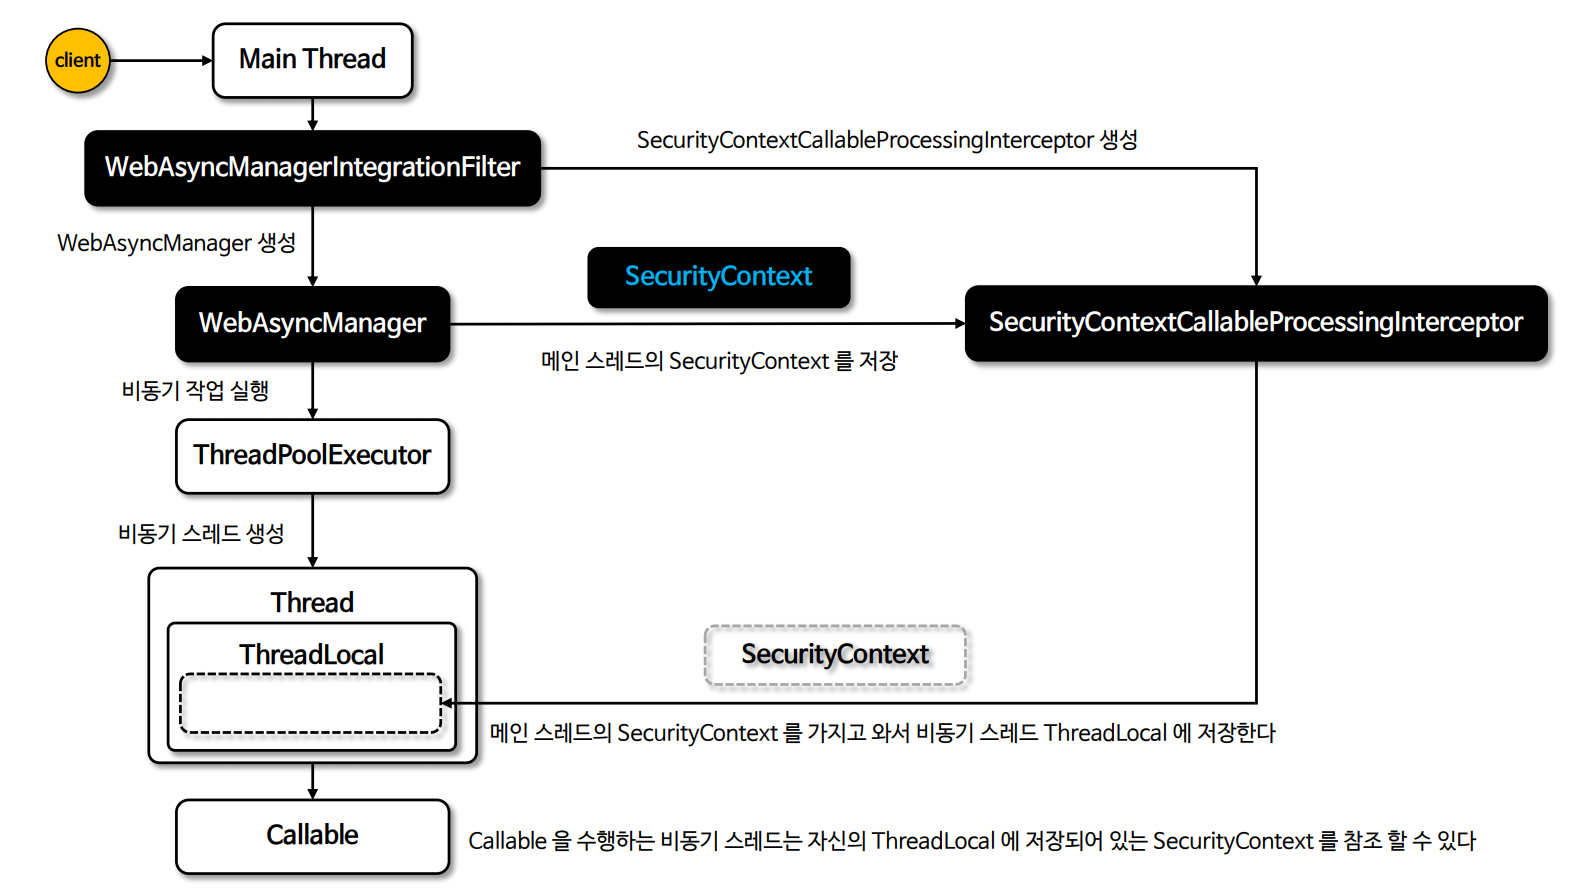 client
Main Thread
SecurityContextCallableProcessingInterceptor 생성
WebAsyncManagerIntegrationFilter
WebAsyncManager 생성
SecurityContext
WebAsyncManager
SecurityContextCallableProcessingInterceptor
메인 스레드의 SecurityContext 를 저장
비동기 작업 실행
ThreadPoolExecutor
비동기 스레드 생성
Thread
ThreadLocal
SecurityContext
메인 스레드의 SecurityContext 를 가지고 와서 비동기 스레드 ThreadLocal 에 저장한다
Callable
Callable 을 수행하는 비동기 스레드는 자신의 ThreadLocal 에 저장되어 있는 SecurityContext 를 참조 할 수 있다